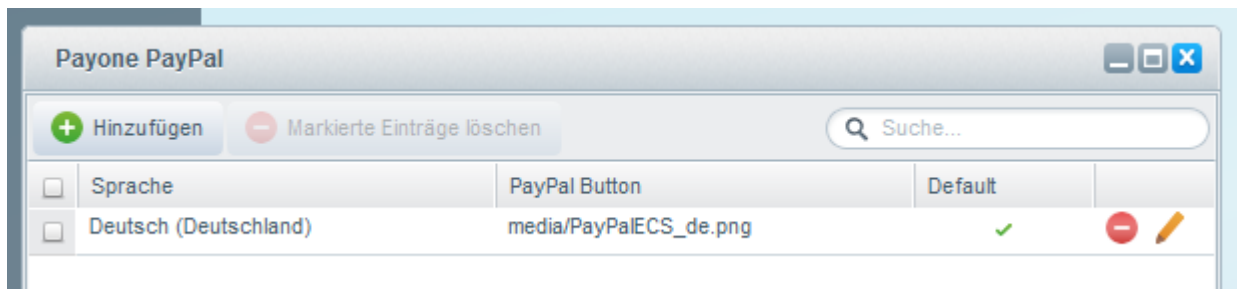 Payone PayPal
Hinzufügen Markierte Einträge löschen Suche...
Sprache PayPal Button Default
Deutsch (Deutschland) media/PayPalECS_de.png